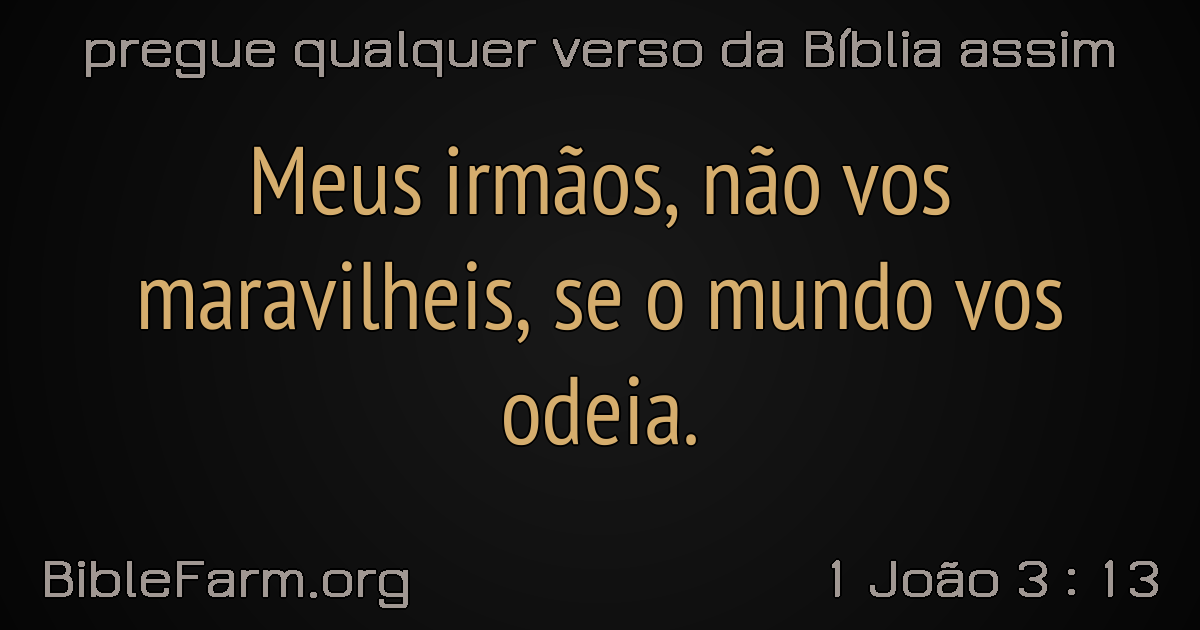 pregue qualquer verso da Bíblia assim
Meus irmãos, não vos
maravilheis, se o mundo vos
odeia.
BibleFarm.org
1 João 3 : 13